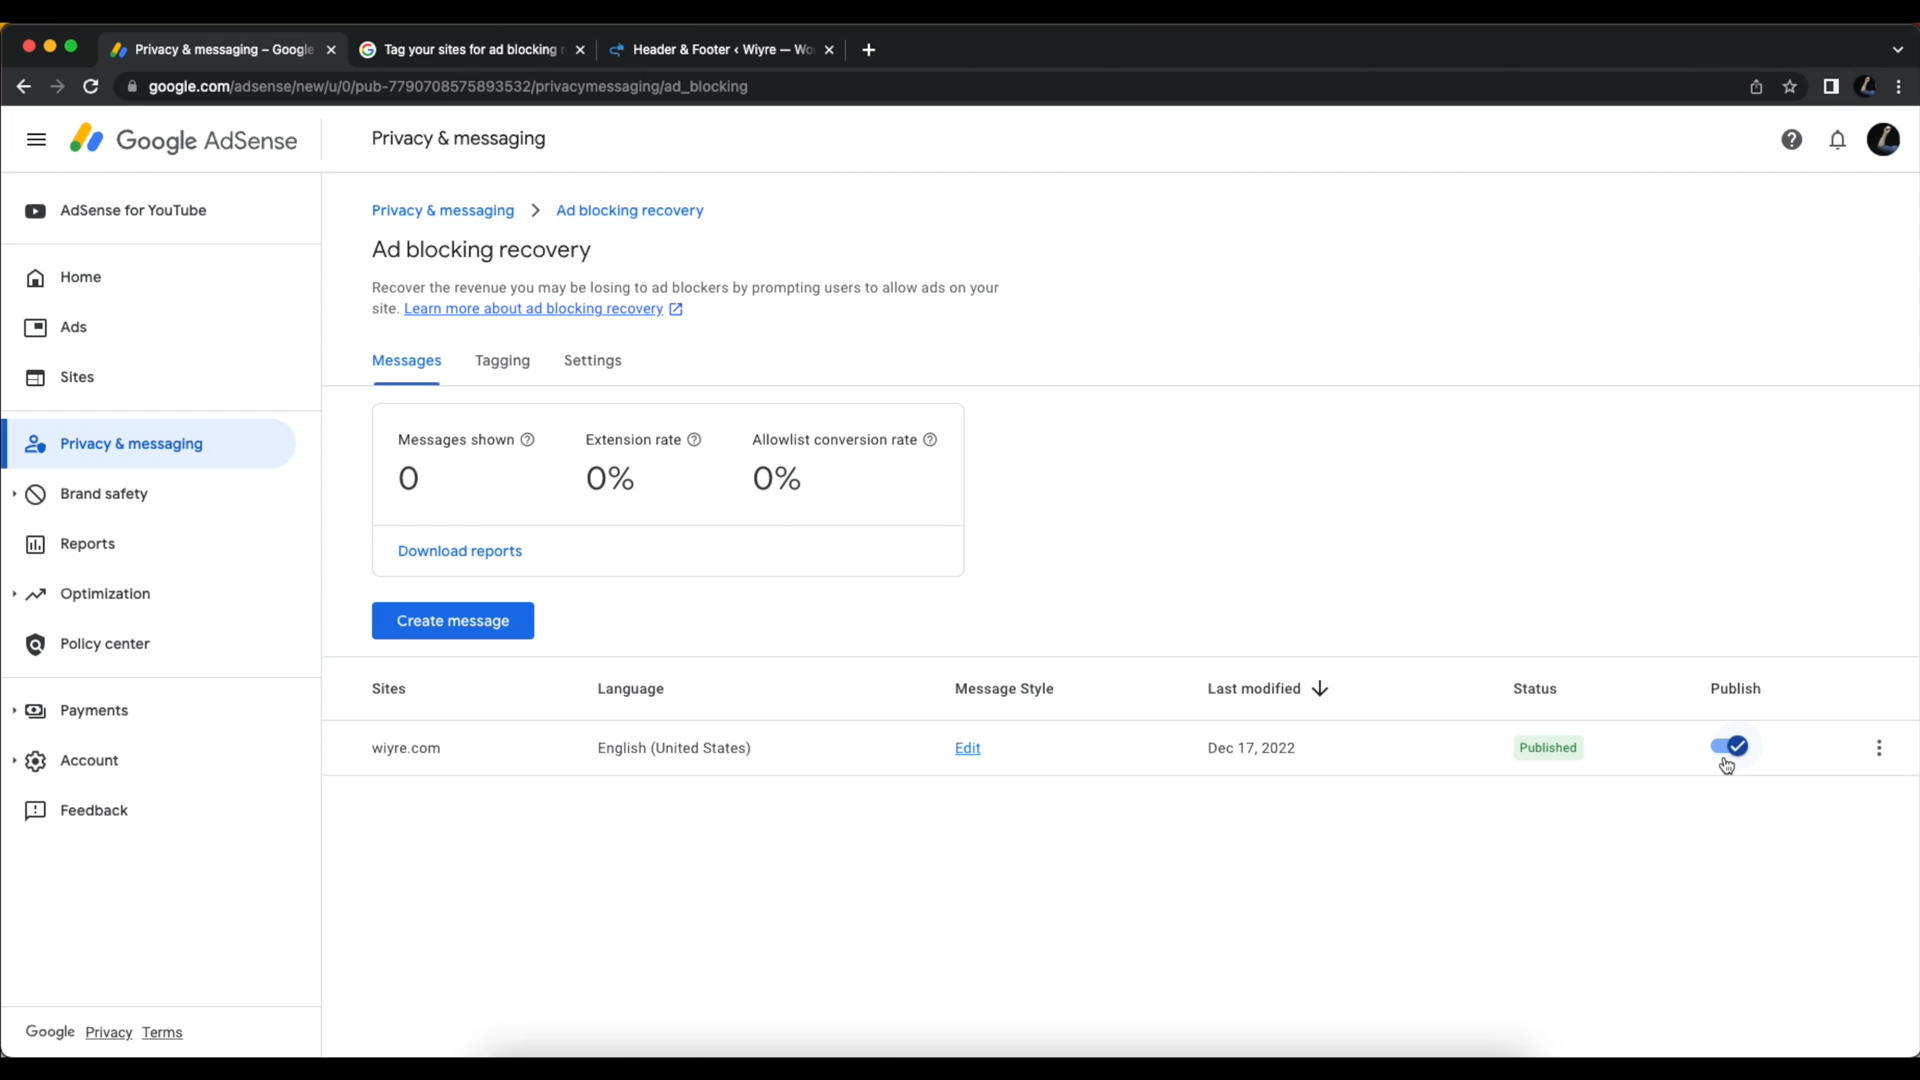 Privacy & messaging – Google
Tag your sites for ad blocking
Header & Footer ‹ Wiyre — Wo
google.com/adsense/new/u/0/pub-7790708575893532/privacymessaging/ad_blocking
Google AdSense
Privacy & messaging
AdSense for YouTube
Home
Ads
Sites
Privacy & messaging
Brand safety
Reports
Optimization
Policy center
Payments
Account
Feedback
Google Privacy Terms
Privacy & messaging > Ad blocking recovery
Ad blocking recovery
Recover the revenue you may be losing to ad blockers by prompting users to allow ads on your
site. Learn more about ad blocking recovery
Messages Tagging Settings
Messages shown Extension rate Allowlist conversion rate
0 0% 0%
Download reports
Create message
Sites Language Message Style Last modified Status Publish
wiyre.com English (United States) Edit Dec 17, 2022 Published